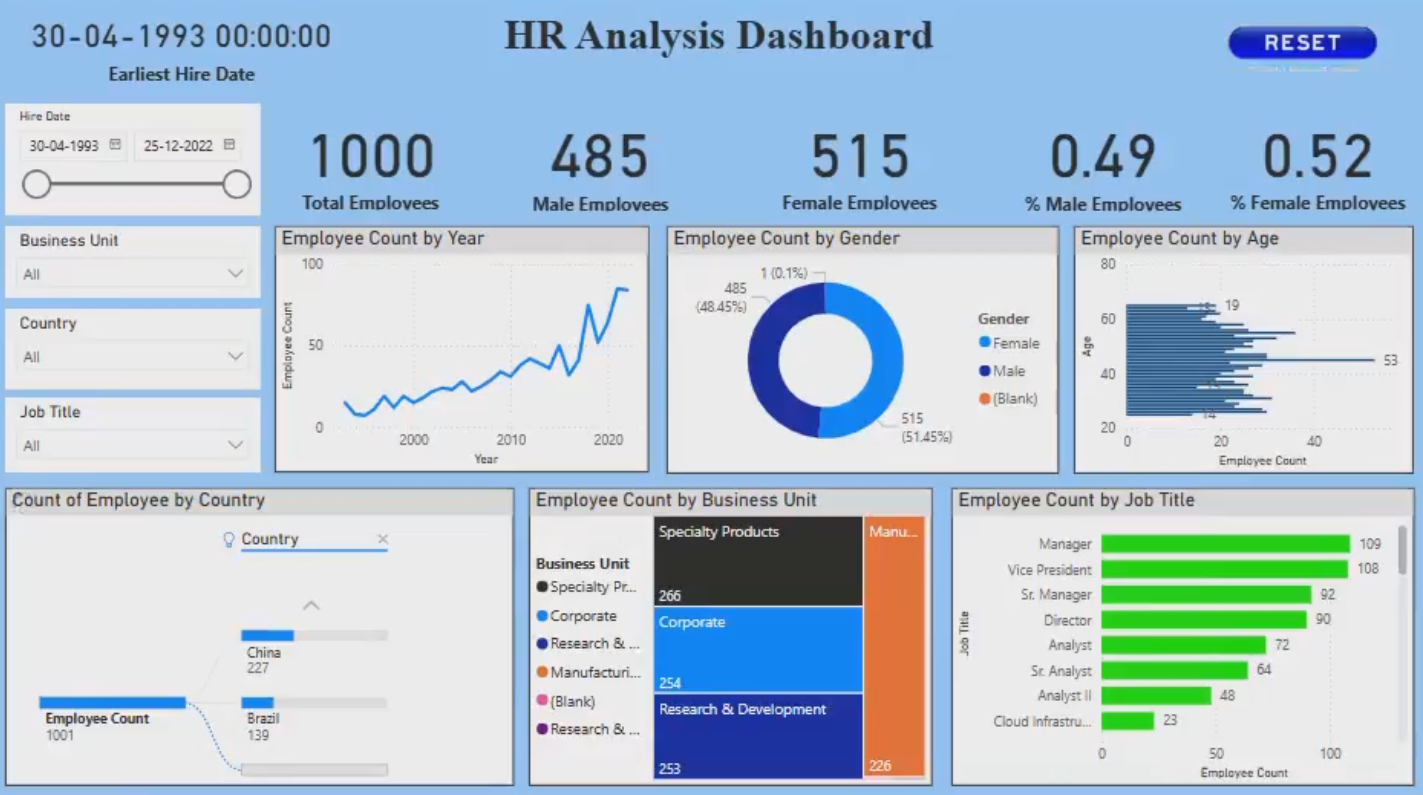 30-04-1993 00:00:00
Earliest Hire Date
HR Analysis Dashboard
RESET
Hire Date
30-04-1993
25-12-2022
1000
Total Employees
485
Male Employees
515
Female Employees
0.49
% Male Employees
0.52
% Female Employees
Business Unit
All
Country
All
Job Title
All
Employee Count by Year
100
50
0
Employee Count
2000
2010
2020
Year
Employee Count by Gender
1 (0.1%)
485
(48.45%)
515
(51.45%)
Gender
Female
Male
(Blank)
Employee Count by Age
80
60
40
20
Age
19
53
14
0
20
40
Employee Count
Count of Employee by Country
Country
China
227
Employee Count
1001
Brazil
139
Employee Count by Business Unit
Business Unit
Specialty Pr...
Corporate
Research & ...
Manufacturi...
(Blank)
Research & ...
Specialty Products
266
Corporate
254
Research & Development
253
Manu...
226
Employee Count by Job Title
Job Title
Manager
109
Vice President
108
Sr. Manager
92
Director
90
Analyst
72
Sr. Analyst
64
Analyst II
48
Cloud Infrastru...
23
0
50
100
Employee Count